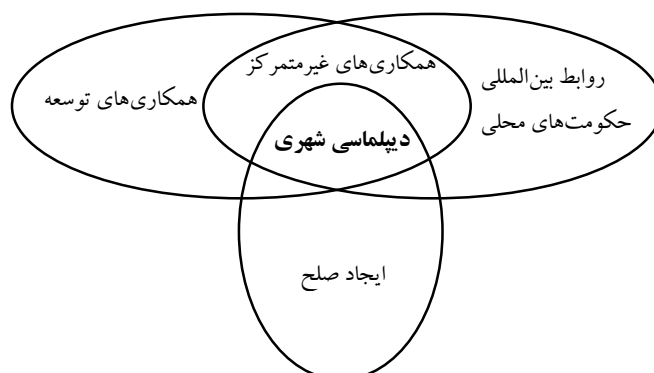 همکاری‌های غیرمتمرکز
روابط بین‌المللی
حکومت‌های محلی
همکاری‌های توسعه
دیپلماسی شهری
ایجاد صلح